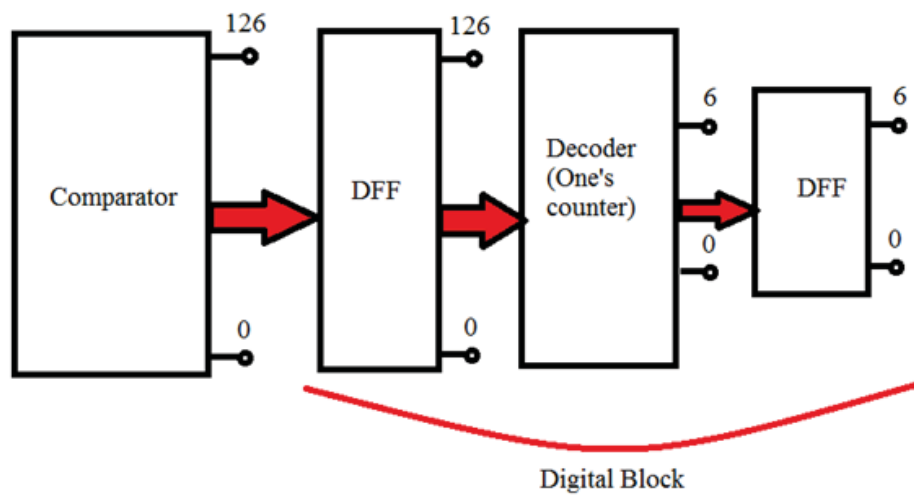 126
Comparator
0
126
DFF
0
Decoder
(One's
counter)
6
0
6
DFF
0
Digital Block